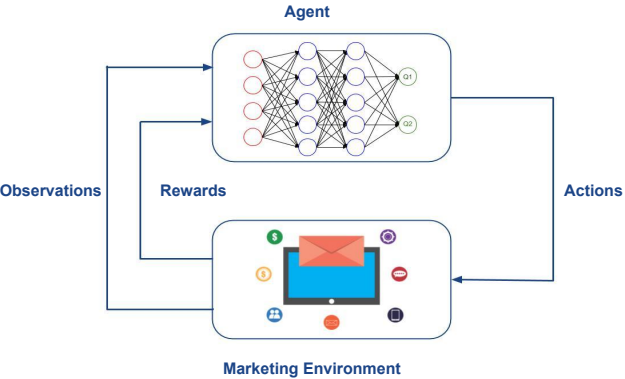 Agent
Q1
Q2
Observations
Rewards
Actions
$
$
Marketing Environment